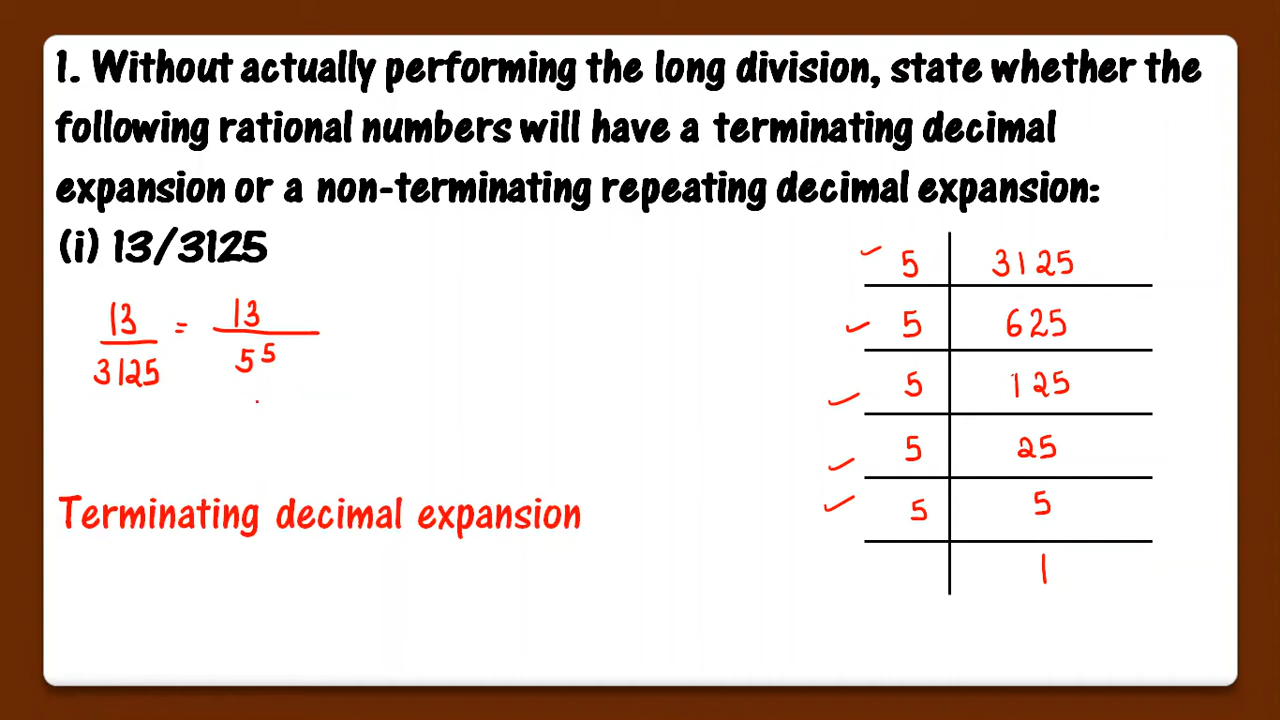 1. Without actually performing the long division, state whether the
following rational numbers will have a terminating decimal
expansion or a non-terminating repeating decimal expansion:
(i) 13/3125
13/3125 = 13/5⁵
Terminating decimal expansion
5 3125
5 625
5 125
5 25
5 5
1